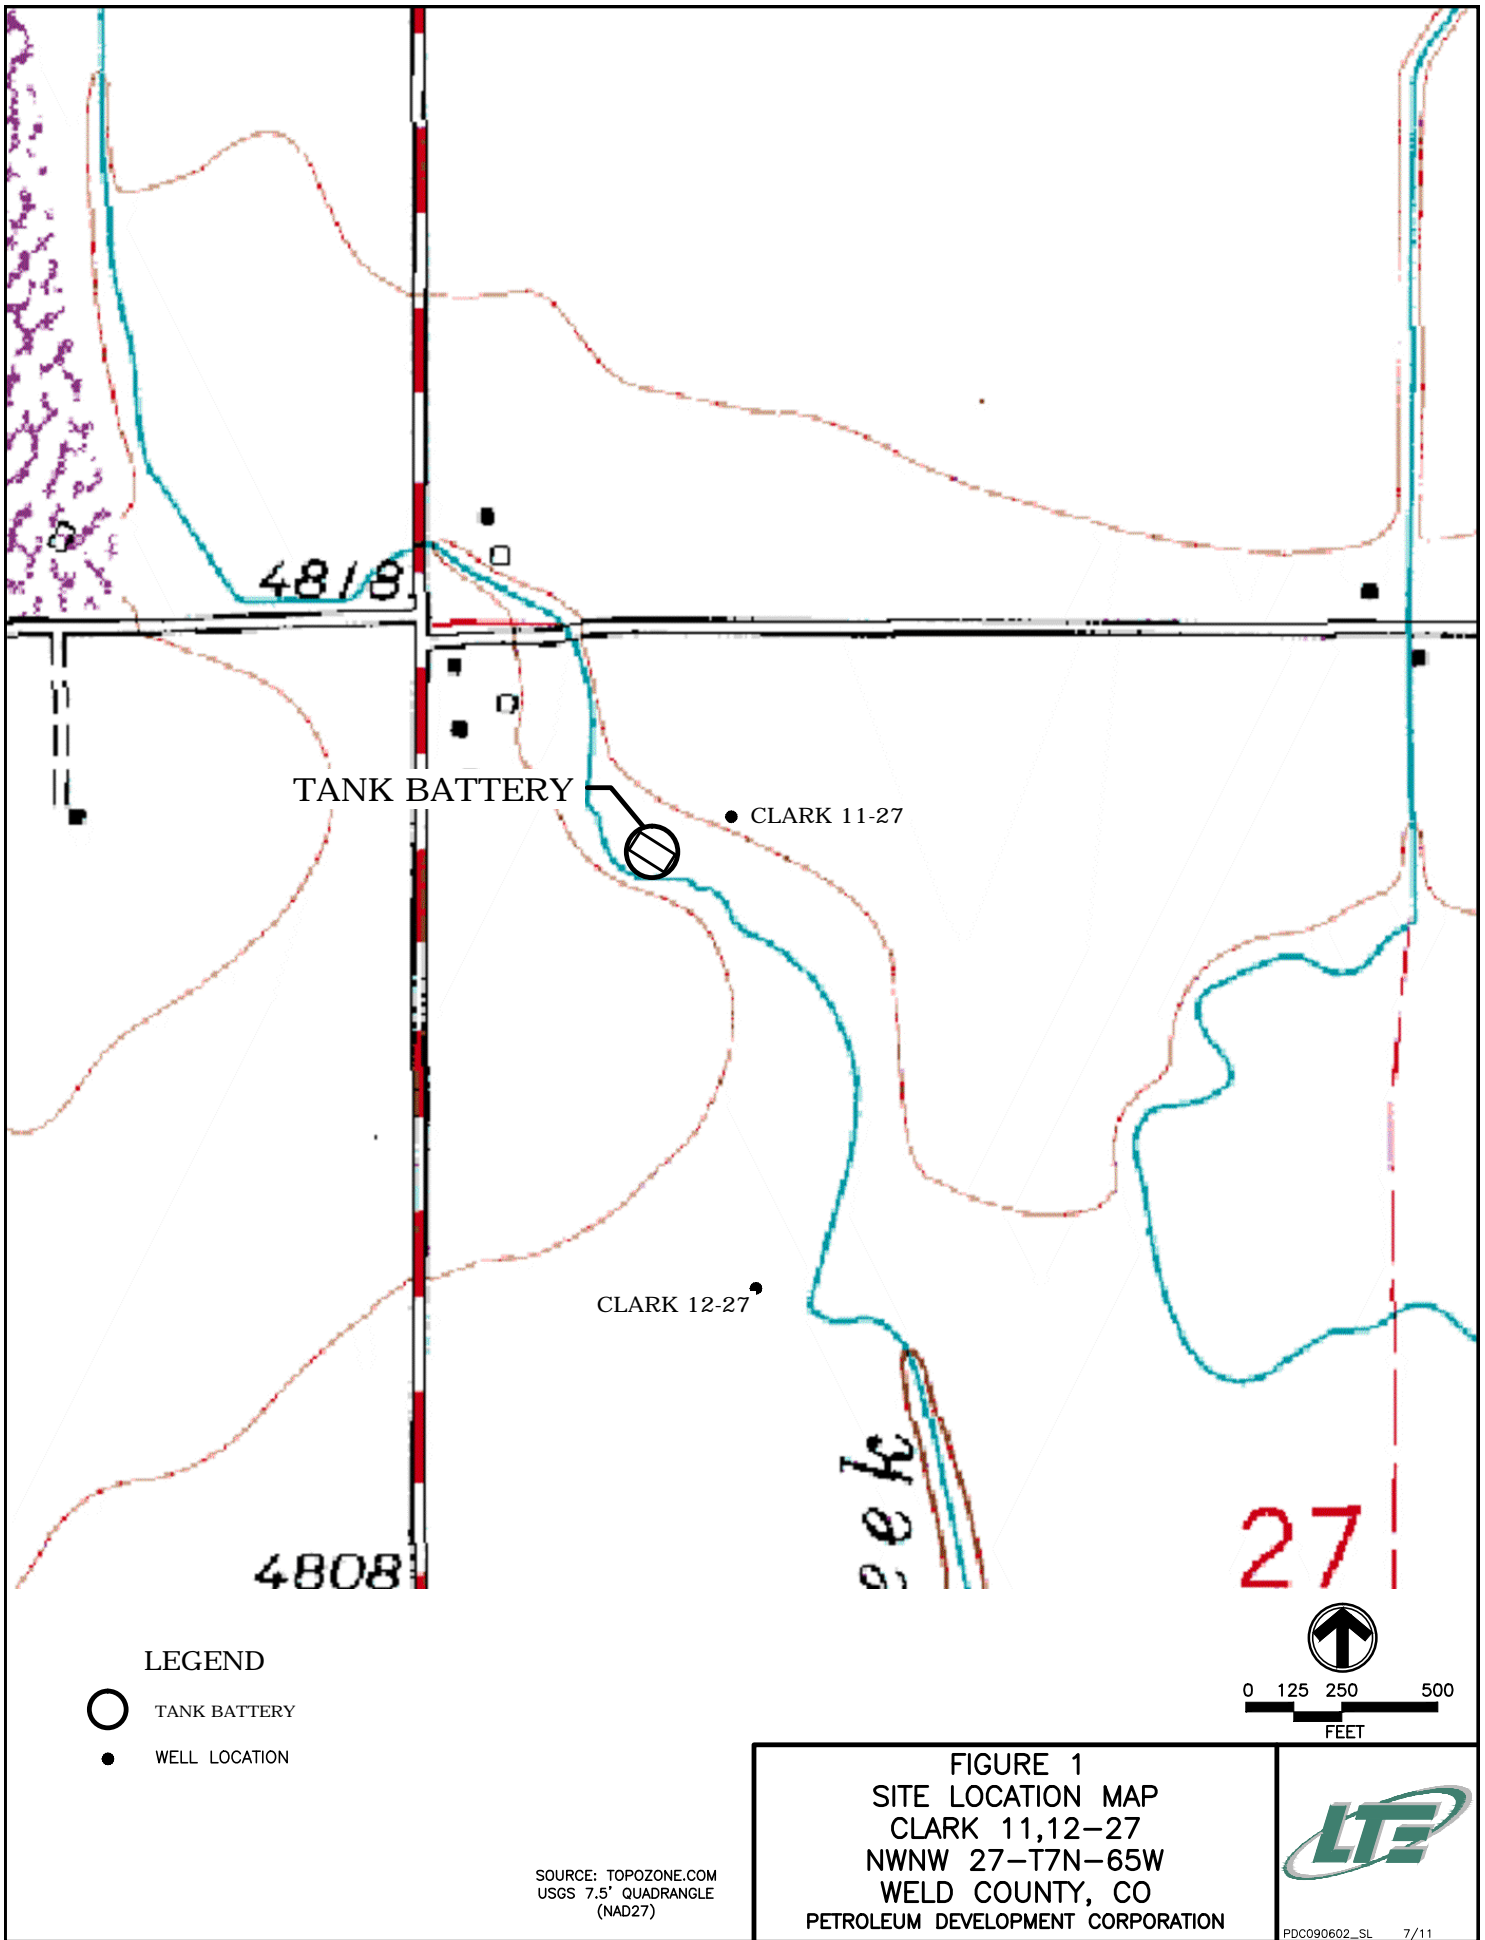 4818
TANK BATTERY
CLARK 11-27
CLARK 12-27
eek
27
4808
LEGEND
TANK BATTERY
WELL LOCATION
0 125 250 500
FEET
FIGURE 1
SITE LOCATION MAP
CLARK 11,12-27
NWNW 27-T7N-65W
WELD COUNTY, CO
PETROLEUM DEVELOPMENT CORPORATION
SOURCE: TOPOZONE.COM
USGS 7.5' QUADRANGLE
(NAD27)
LTE
PDC090602_SL 7/11